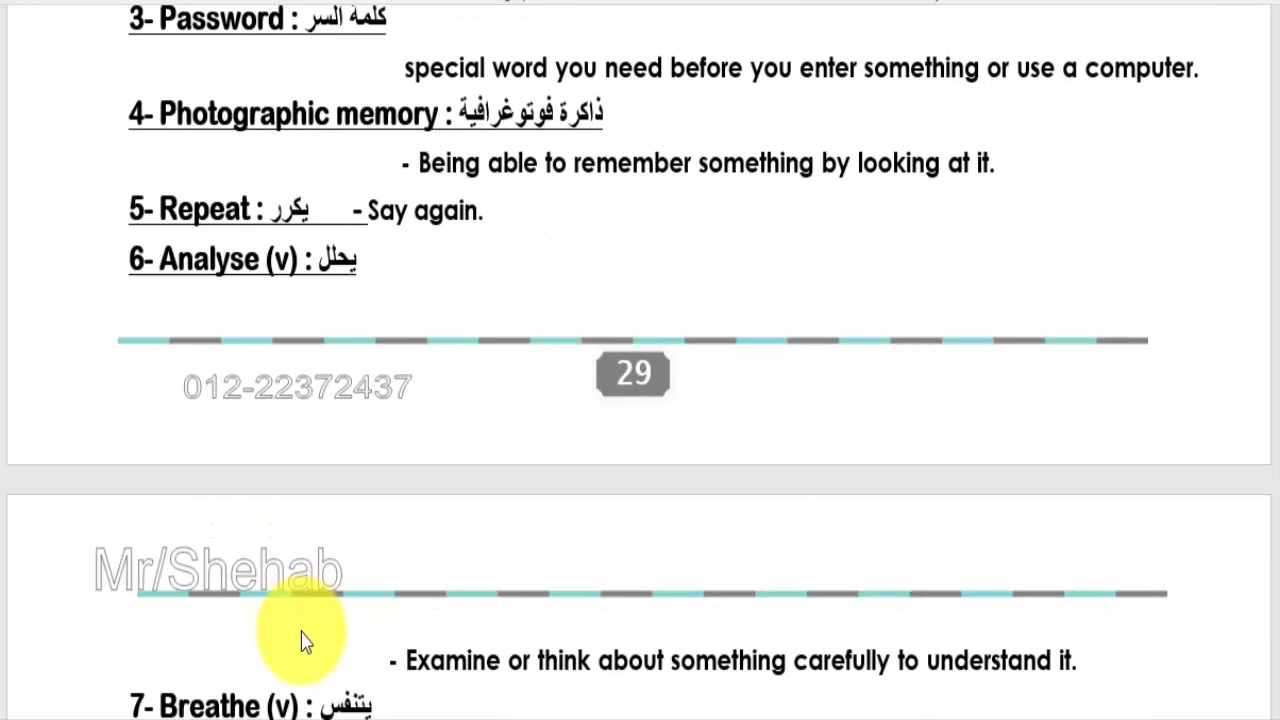 3- Password : كلمة السر
special word you need before you enter something or use a computer.
4- Photographic memory : ذاكرة فوتوغرافية
- Being able to remember something by looking at it.
5- Repeat : يكرر - Say again.
6- Analyse (v) : يحلل
012-22372437
29
Mr/Shehab
- Examine or think about something carefully to understand it.
7- Breathe (v) : يتنفس